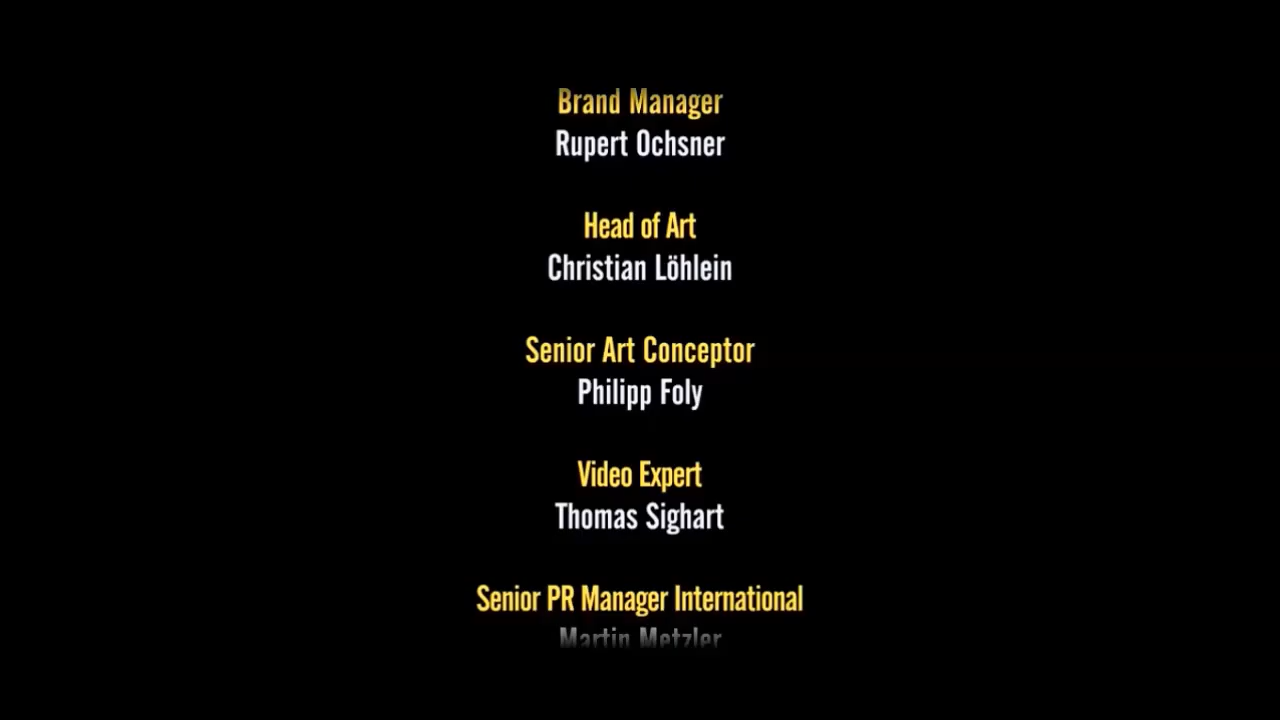 Brand Manager
Rupert Ochsner
Head of Art
Christian Löhlein
Senior Art Conceptor
Philipp Foly
Video Expert
Thomas Sighart
Senior PR Manager International
Martin Metzler